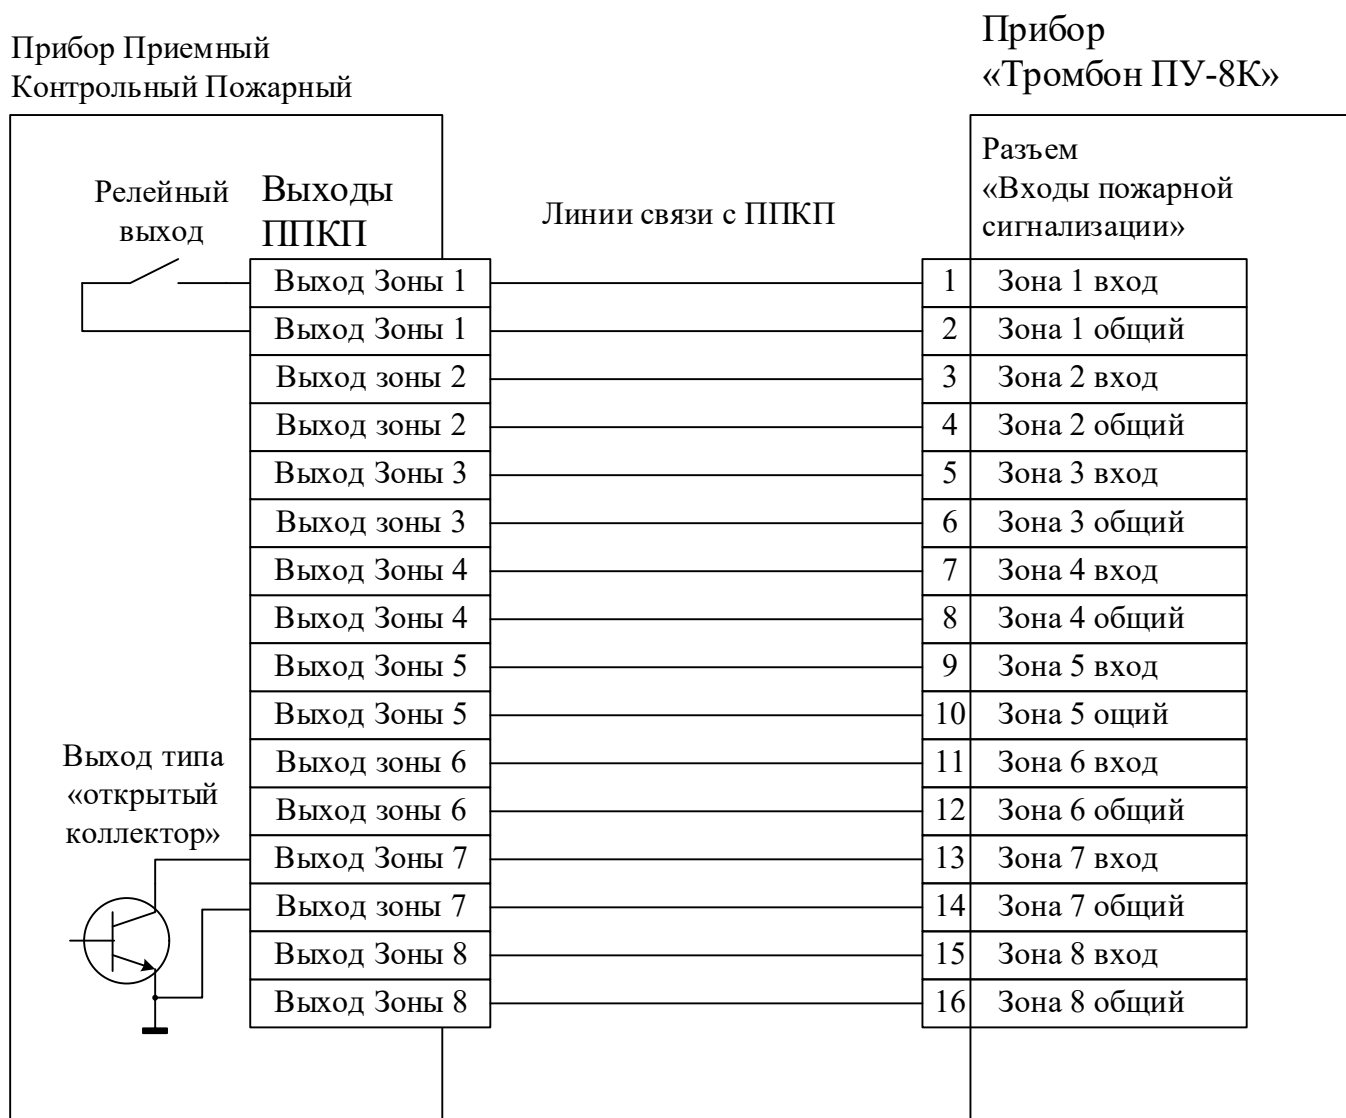 Прибор Приемный
Контрольный Пожарный
Прибор
«Тромбон ПУ-8К»
Разъем
«Входы пожарной
сигнализации»
Релейный
выход
Выходы
ППКП
Линии связи с ППКП
Выход Зоны 1 1 Зона 1 вход
Выход Зоны 1 2 Зона 1 общий
Выход зоны 2 3 Зона 2 вход
Выход зоны 2 4 Зона 2 общий
Выход Зоны 3 5 Зона 3 вход
Выход зоны 3 6 Зона 3 общий
Выход Зоны 4 7 Зона 4 вход
Выход Зоны 4 8 Зона 4 общий
Выход Зоны 5 9 Зона 5 вход
Выход Зоны 5 10 Зона 5 ощий
Выход зоны 6 11 Зона 6 вход
Выход зоны 6 12 Зона 6 общий
Выход Зоны 7 13 Зона 7 вход
Выход зоны 7 14 Зона 7 общий
Выход Зоны 8 15 Зона 8 вход
Выход Зоны 8 16 Зона 8 общий
Выход типа
«открытый
коллектор»